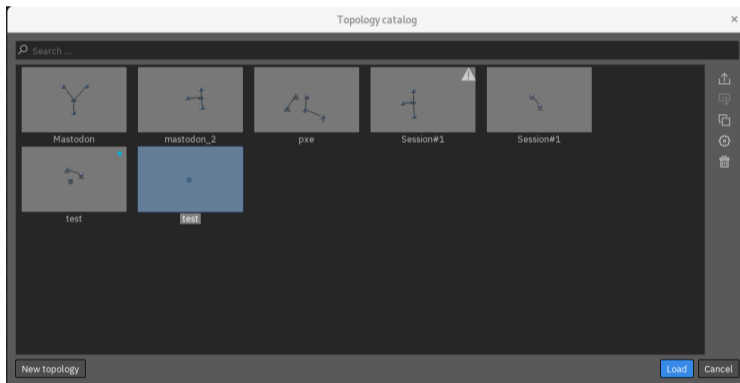 Topology catalog
Search ...
Mastodon
mastodon_2
pxe
Session#1
Session#1
test
test
New topology
Load
Cancel